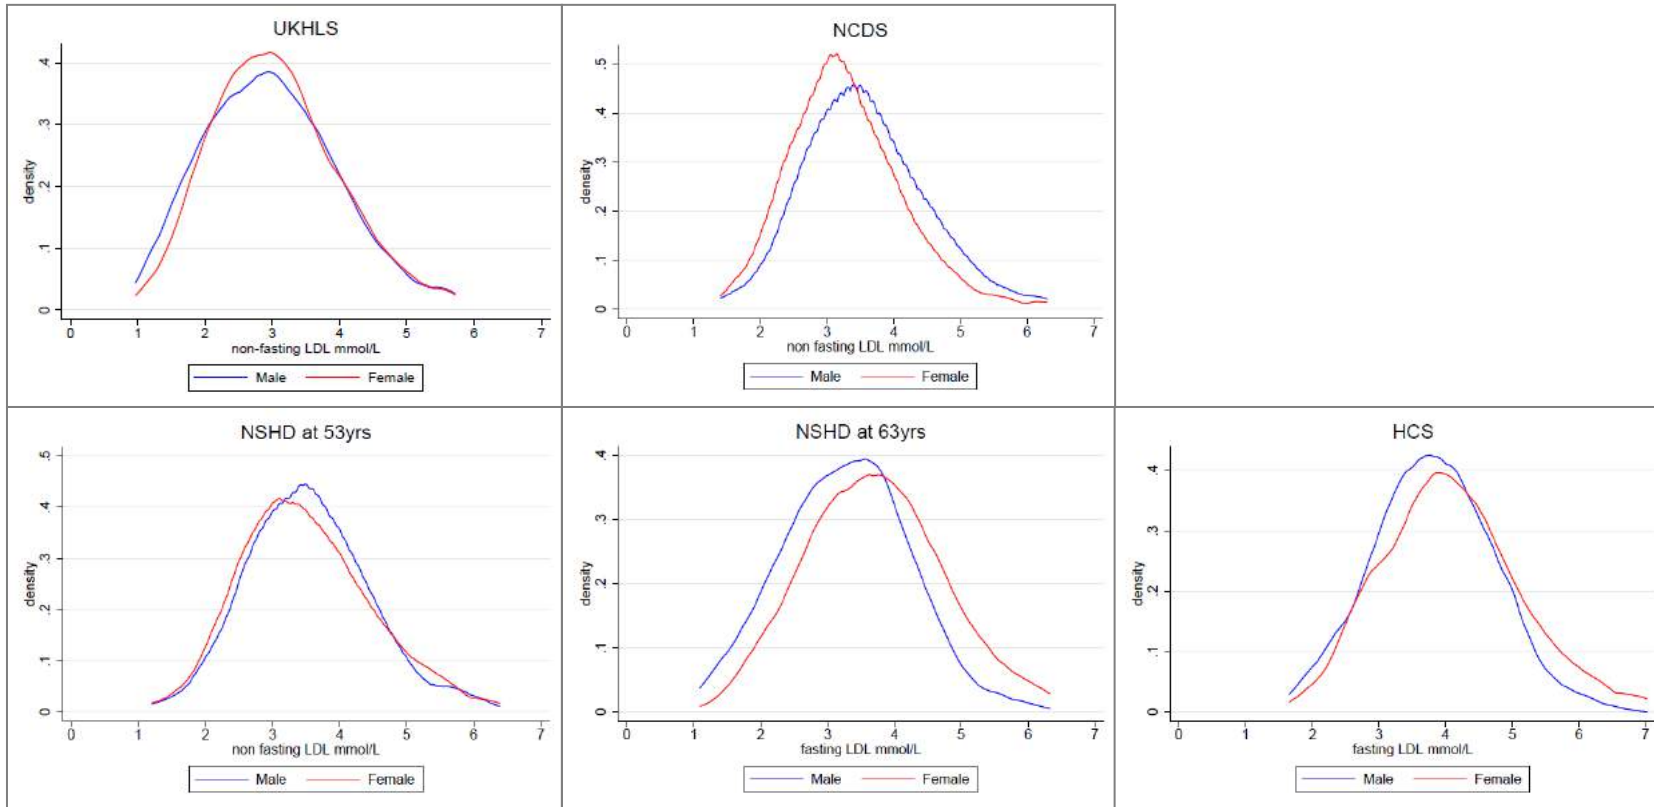 UKHLS
density
0 .1 .2 .3 .4
0 1 2 3 4 5 6 7
non-fasting LDL mmol/L
Male Female
NCDS
density
0 .1 .2 .3 .4 .5
0 1 2 3 4 5 6 7
non fasting LDL mmol/L
Male Female
NSHD at 53yrs
density
0 .1 .2 .3 .4 .5
0 1 2 3 4 5 6 7
non fasting LDL mmol/L
Male Female
NSHD at 63yrs
density
0 .1 .2 .3 .4
0 1 2 3 4 5 6 7
fasting LDL mmol/L
Male Female
HCS
density
0 .1 .2 .3 .4
0 1 2 3 4 5 6 7
fasting LDL mmol/L
Male Female